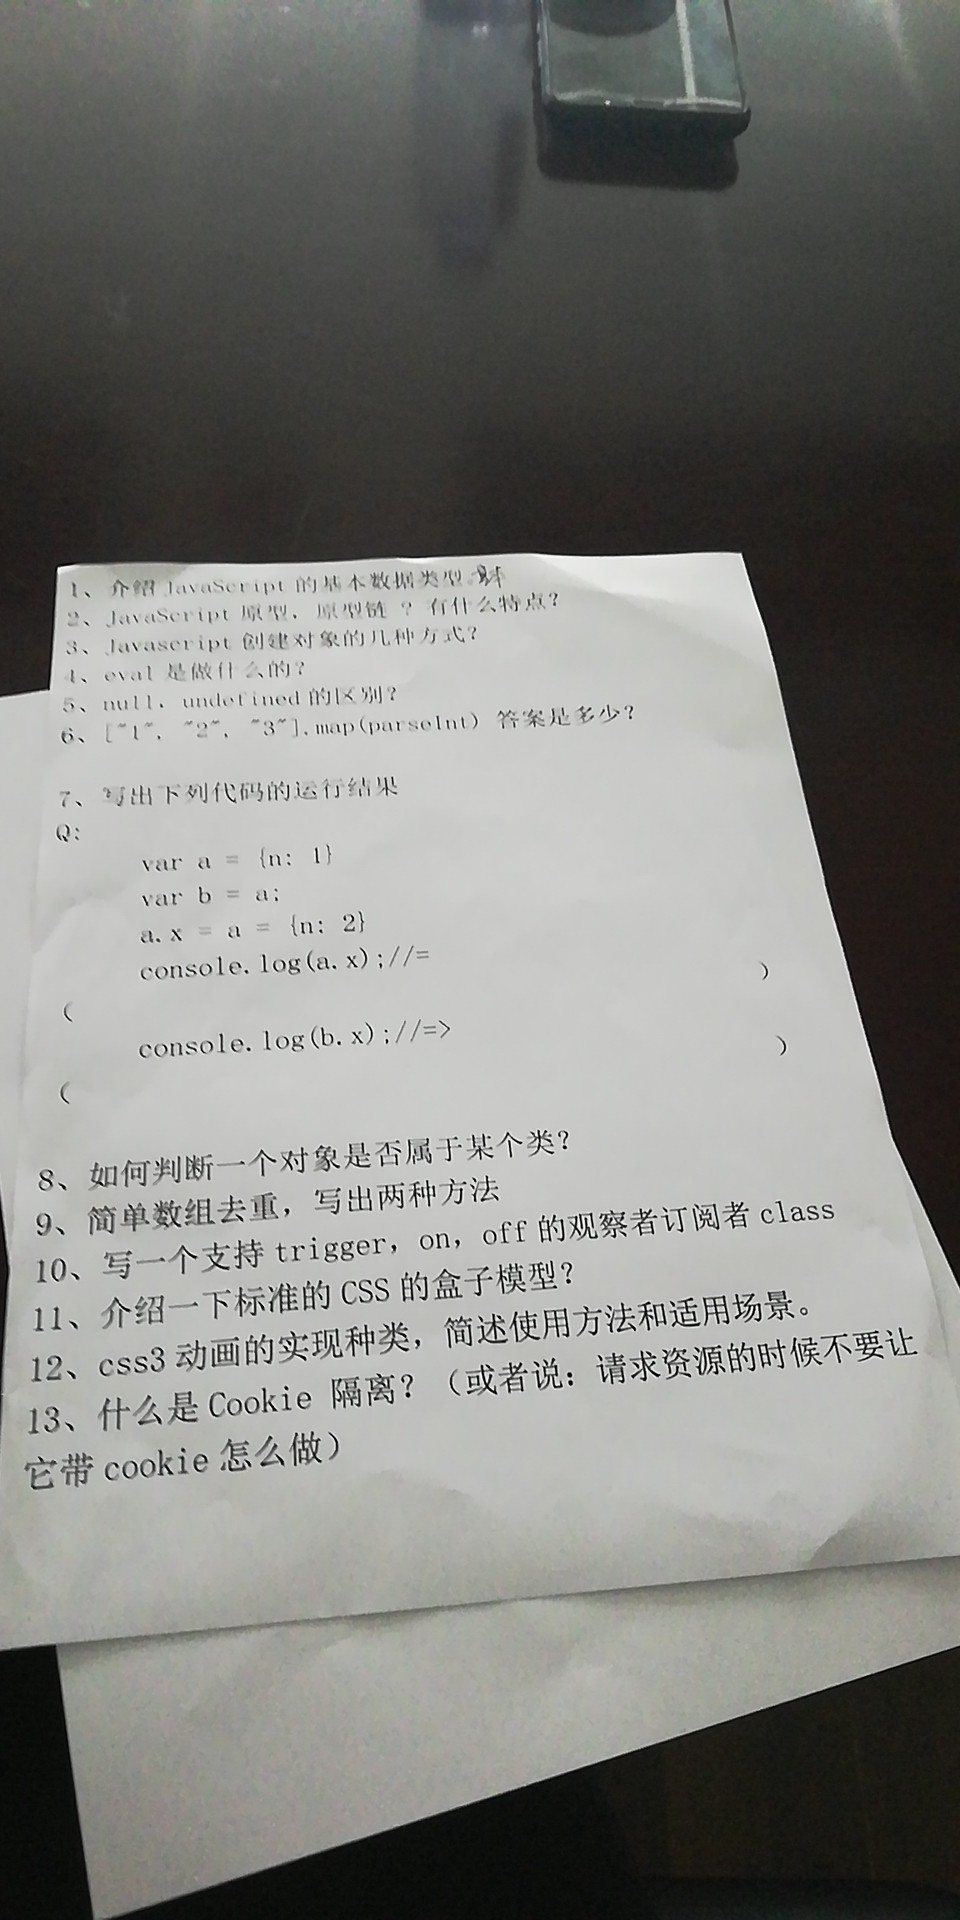 1、介绍 JavaScript 的基本数据类型。
2、JavaScript 原型，原型链 ？有什么特点？
3、Javascript 创建对象的几种方式？
4、eval 是做什么的？
5、null，undefined 的区别？
6、["1", "2", "3"].map(parseInt) 答案是多少？
7、写出下列代码的运行结果
Q:
var a = {n: 1}
var b = a;
a.x = a = {n: 2}
console.log(a.x);//=
( )
console.log(b.x);//=>
( )
8、如何判断一个对象是否属于某个类？
9、简单数组去重，写出两种方法
10、写一个支持 trigger，on，off 的观察者订阅者 class
11、介绍一下标准的 CSS 的盒子模型？
12、css3 动画的实现种类，简述使用方法和适用场景。
13、什么是 Cookie 隔离？（或者说：请求资源的时候不要让
它带 cookie 怎么做）